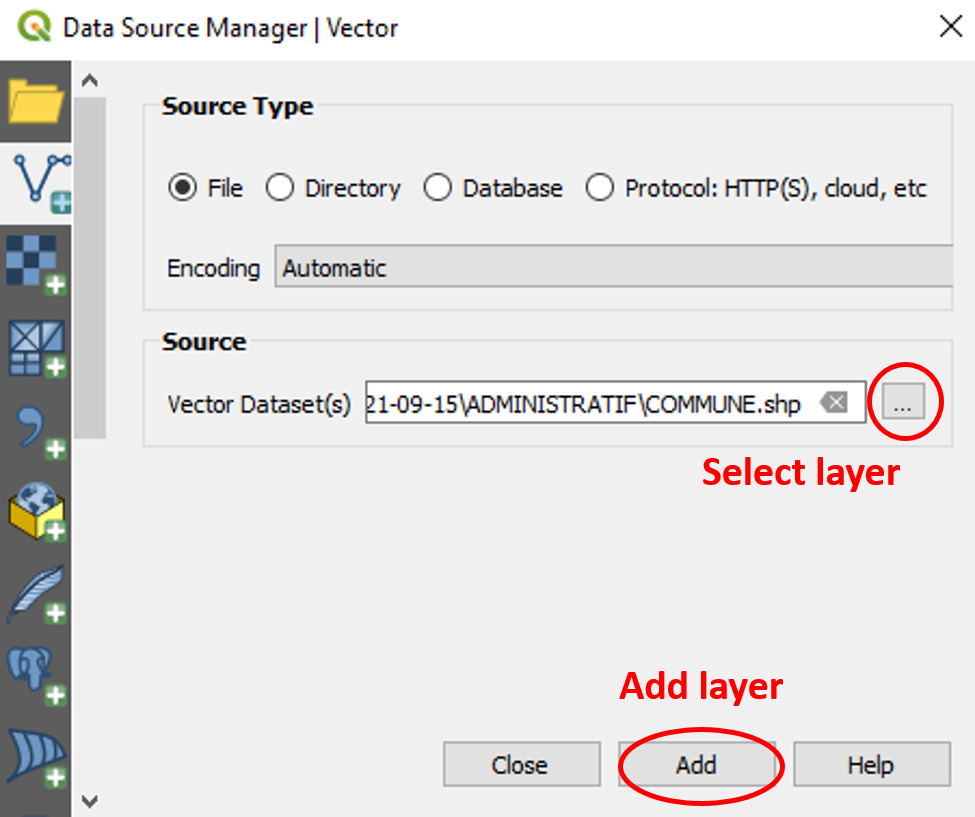 Data Source Manager | Vector
Source Type
File Directory Database Protocol: HTTP(S), cloud, etc
Encoding Automatic
Source
Vector Dataset(s) 21-09-15\ADMINISTRATIF\COMMUNE.shp ...
Select layer
Add layer
Close Add Help